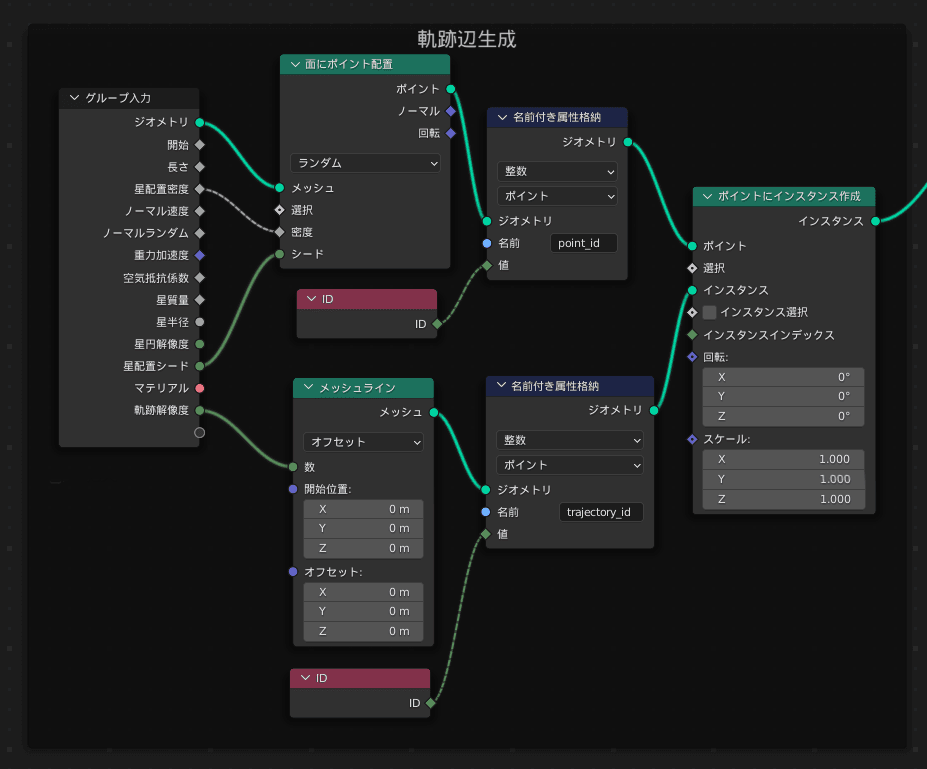 軌跡辺生成
グループ入力
ジオメトリ
開始
長さ
星配置密度
ノーマル速度
ノーマルランダム
重力加速度
空気抵抗係数
星質量
星半径
星円解像度
星配置シード
マテリアル
軌跡解像度
面にポイント配置
ポイント
ノーマル
回転
ランダム
メッシュ
選択
密度
シード
ID
ID
メッシュライン
メッシュ
オフセット
数
開始位置:
X 0 m
Y 0 m
Z 0 m
オフセット:
X 0 m
Y 0 m
Z 0 m
ID
ID
名前付き属性格納
ジオメトリ
整数
ポイント
ジオメトリ
名前 point_id
値
名前付き属性格納
ジオメトリ
整数
ポイント
ジオメトリ
名前 trajectory_id
値
ポイントにインスタンス作成
インスタンス
ポイント
選択
インスタンス
インスタンス選択
インスタンスインデックス
回転:
X 0°
Y 0°
Z 0°
スケール:
X 1.000
Y 1.000
Z 1.000